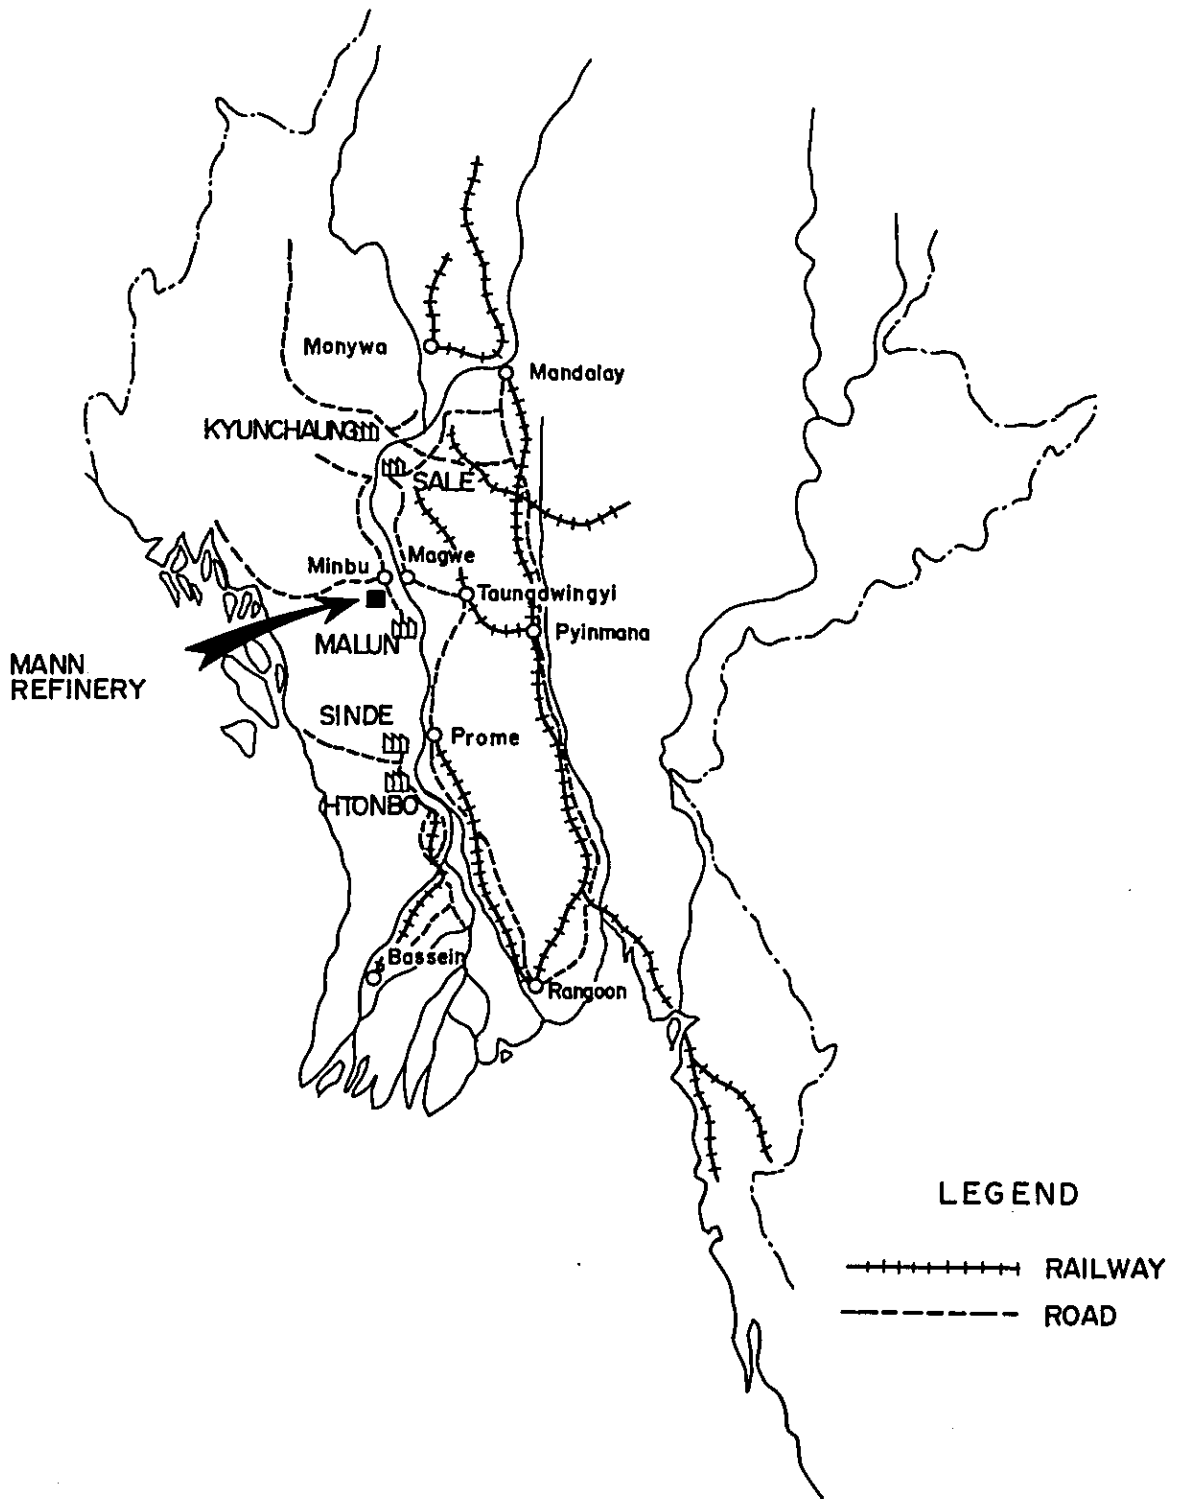 Monywa
Mandalay
KYUNCHAUNG
SALE
Minbu
Magwe
Taungdwingyi
Pyinmana
MALUN
MANN
REFINERY
SINDE
Prome
HTONBO
Bassein
Rangoon
LEGEND
RAILWAY
ROAD